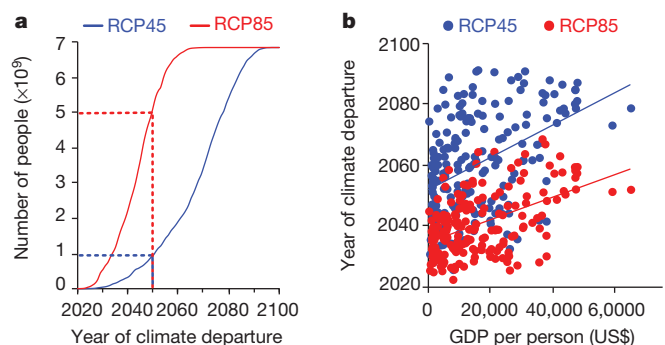 a
RCP45 RCP85
7
6
5
4
3
2
1
0
Number of people (×10⁹)
2020 2040 2060 2080 2100
Year of climate departure
b
RCP45 RCP85
2100
2080
2060
2040
2020
Year of climate departure
0 20,000 40,000 6,0000
GDP per person (US$)